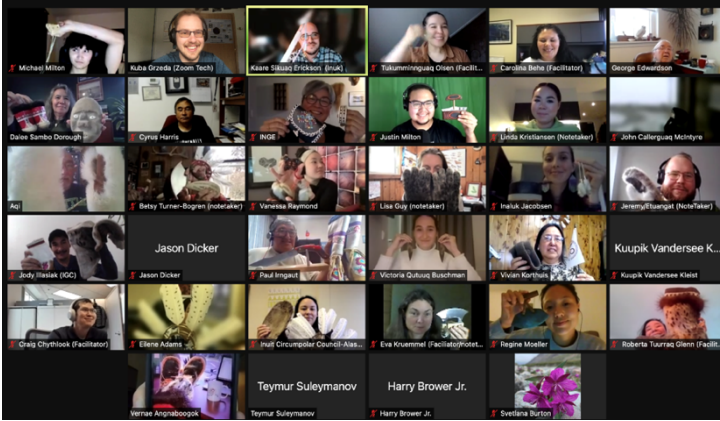 Michael Milton
Kuba Grzeda (Zoom Tech)
Kaare Sikuaq Erickson (Inuk)
Tukumminnguaq Olsen (Facilit...
Carolina Behe (Facilitator)
George Edwardson
Dalee Sambo Dorough
Cyrus Harris
INGE
Justin Milton
Linda Kristiansen (Notetaker)
John Callerguaq McIntyre
Aqi
Betsy Turner-Bogren (notetaker)
Vanessa Raymond
Lisa Guy (notetaker)
Inaluk Jacobsen
Jeremy/Etuangat (NoteTaker)
Jody Illasiak (IGC)
Jason Dicker
Jason Dicker
Paul Irngaut
Victoria Qutuuq Buschman
Vivian Korthuis
Kuupik Vandersee K...
Kuupik Vandersee Kleist
Craig Chythlook (Facilitator)
Eilene Adams
Inuit Circumpolar Council-Alas...
Eva Kruemmel (Faciliator/notet...
Regine Moeller
Roberta Tuurraq Glenn (Facilit...
Vernae Angnaboogok
Teymur Suleymanov
Teymur Suleymanov
Harry Brower Jr.
Harry Brower Jr.
Svetlana Burton